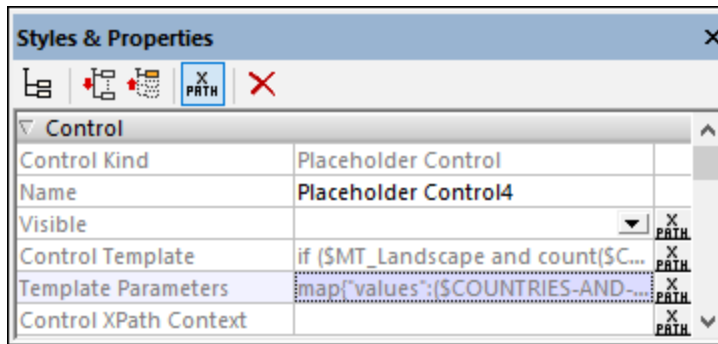 Styles & Properties
X PATH
Control
Control Kind Placeholder Control
Name Placeholder Control4
Visible X PATH
Control Template if ($MT_Landscape and count($C... X PATH
Template Parameters map{"values":($COUNTRIES-AND-... X PATH
Control XPath Context X PATH